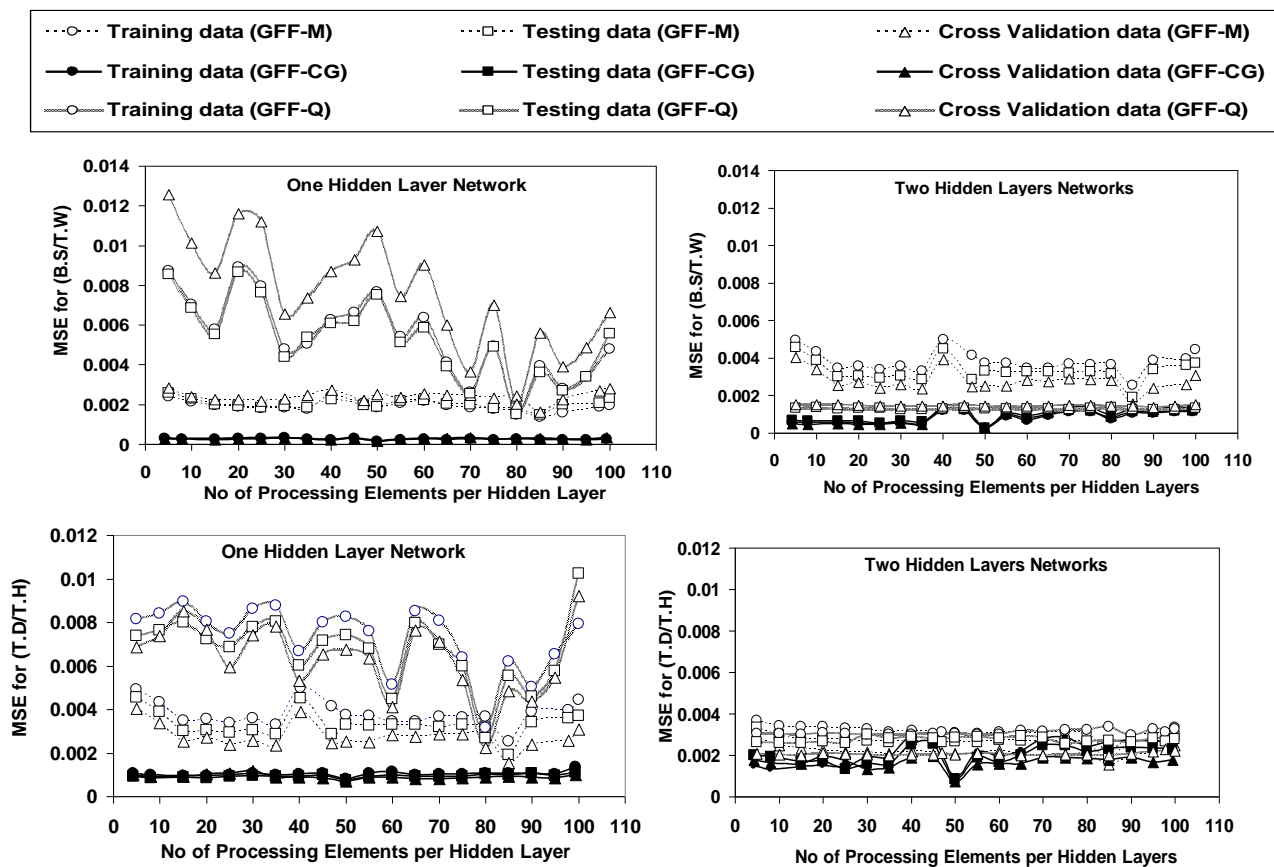 Training data (GFF-M) Testing data (GFF-M) Cross Validation data (GFF-M)
Training data (GFF-CG) Testing data (GFF-CG) Cross Validation data (GFF-CG)
Training data (GFF-Q) Testing data (GFF-Q) Cross Validation data (GFF-Q)
One Hidden Layer Network
MSE for (B.S/T.W)
0.014
0.012
0.01
0.008
0.006
0.004
0.002
0
0 10 20 30 40 50 60 70 80 90 100 110
No of Processing Elements per Hidden Layer
Two Hidden Layers Networks
MSE for (B.S/T.W)
0.014
0.012
0.01
0.008
0.006
0.004
0.002
0
0 10 20 30 40 50 60 70 80 90 100 110
No of Processing Elements per Hidden Layers
One Hidden Layer Network
MSE for (T.D/T.H)
0.012
0.01
0.008
0.006
0.004
0.002
0
0 10 20 30 40 50 60 70 80 90 100 110
No of Processing Elements per Hidden Layer
Two Hidden Layers Networks
MSE for (T.D/T.H)
0.012
0.01
0.008
0.006
0.004
0.002
0
0 10 20 30 40 50 60 70 80 90 100 110
No of Processing Elements per Hidden Layers